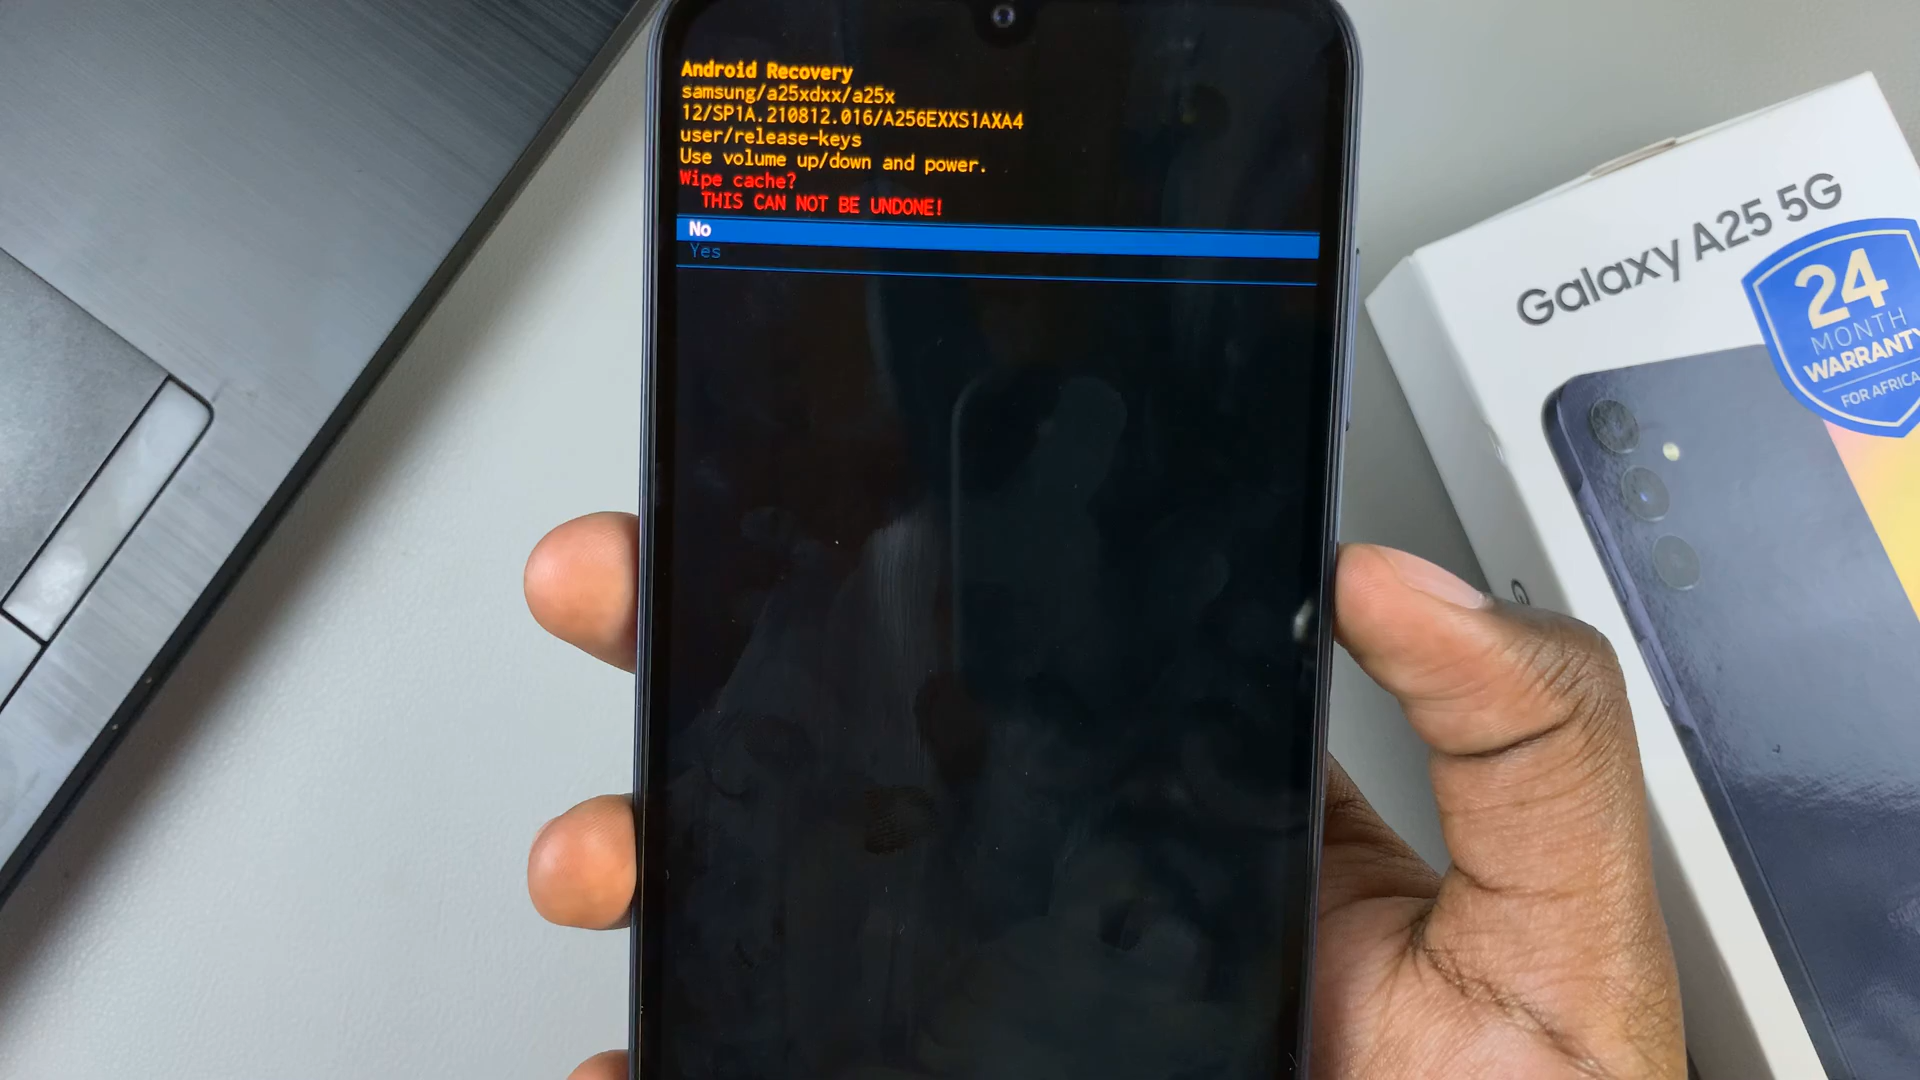 Android Recovery
samsung/a25xdxx/a25x
12/SP1A.210812.016/A256EXXS1AXA4
user/release-keys
Use volume up/down and power.
Wipe cache?
THIS CAN NOT BE UNDONE!
No
Yes
Galaxy A25 5G
24
MONTH
WARRANTY
FOR AFRICA